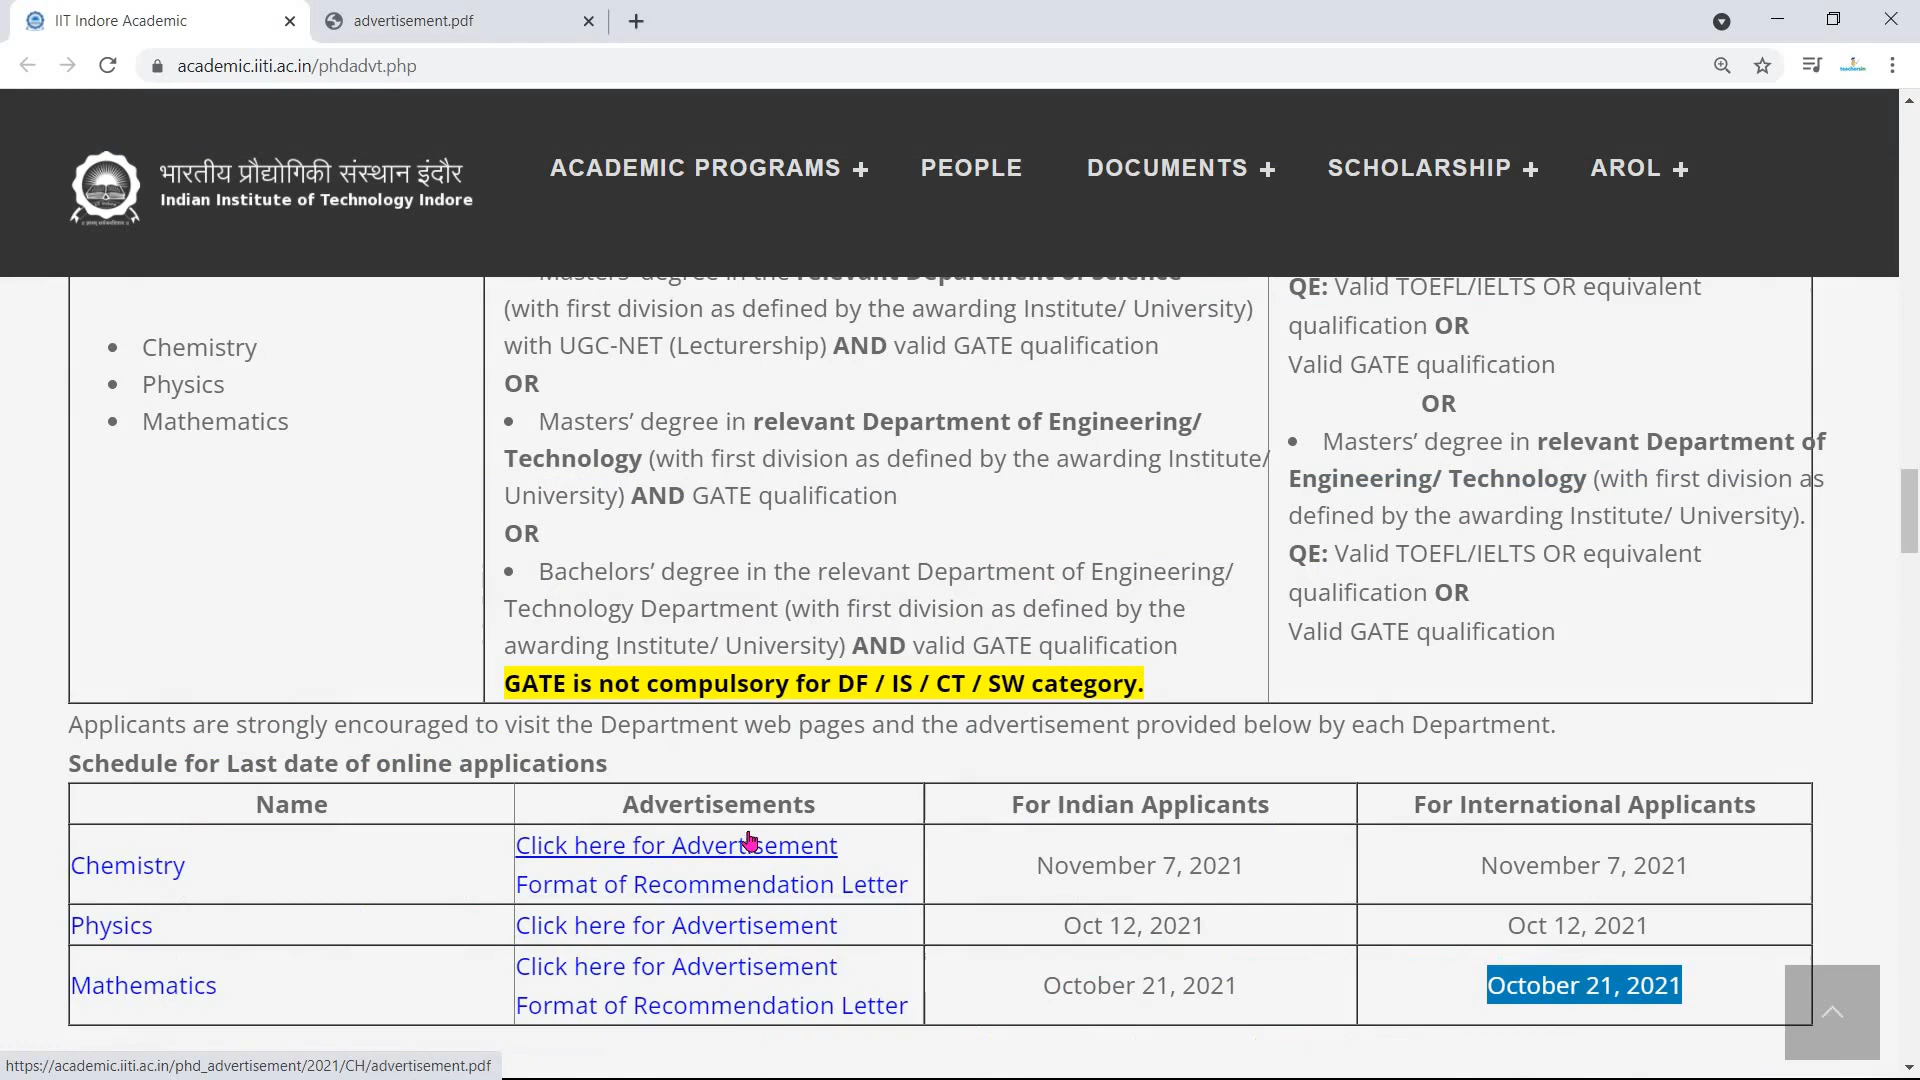 IIT Indore Academic
advertisement.pdf
academic.iiti.ac.in/phdadvt.php
भारतीय प्रौद्योगिकी संस्थान इंदौर
Indian Institute of Technology Indore
ACADEMIC PROGRAMS +
PEOPLE
DOCUMENTS +
SCHOLARSHIP +
AROL +
• Chemistry
• Physics
• Mathematics
Masters' degree in the relevant Department of Science
(with first division as defined by the awarding Institute/ University)
with UGC-NET (Lecturership) AND valid GATE qualification
OR
• Masters’ degree in relevant Department of Engineering/
Technology (with first division as defined by the awarding Institute/
University) AND GATE qualification
OR
• Bachelors’ degree in the relevant Department of Engineering/
Technology Department (with first division as defined by the
awarding Institute/ University) AND valid GATE qualification
GATE is not compulsory for DF / IS / CT / SW category.
QE: Valid TOEFL/IELTS OR equivalent
qualification OR
Valid GATE qualification
OR
• Masters’ degree in relevant Department of
Engineering/ Technology (with first division as
defined by the awarding Institute/ University).
QE: Valid TOEFL/IELTS OR equivalent
qualification OR
Valid GATE qualification
Applicants are strongly encouraged to visit the Department web pages and the advertisement provided below by each Department.
Schedule for Last date of online applications
Name Advertisements For Indian Applicants For International Applicants
Chemistry
Click here for Advertisement
Format of Recommendation Letter
November 7, 2021
November 7, 2021
Physics
Click here for Advertisement
Oct 12, 2021
Oct 12, 2021
Mathematics
Click here for Advertisement
Format of Recommendation Letter
October 21, 2021
October 21, 2021
https://academic.iiti.ac.in/phd_advertisement/2021/CH/advertisement.pdf